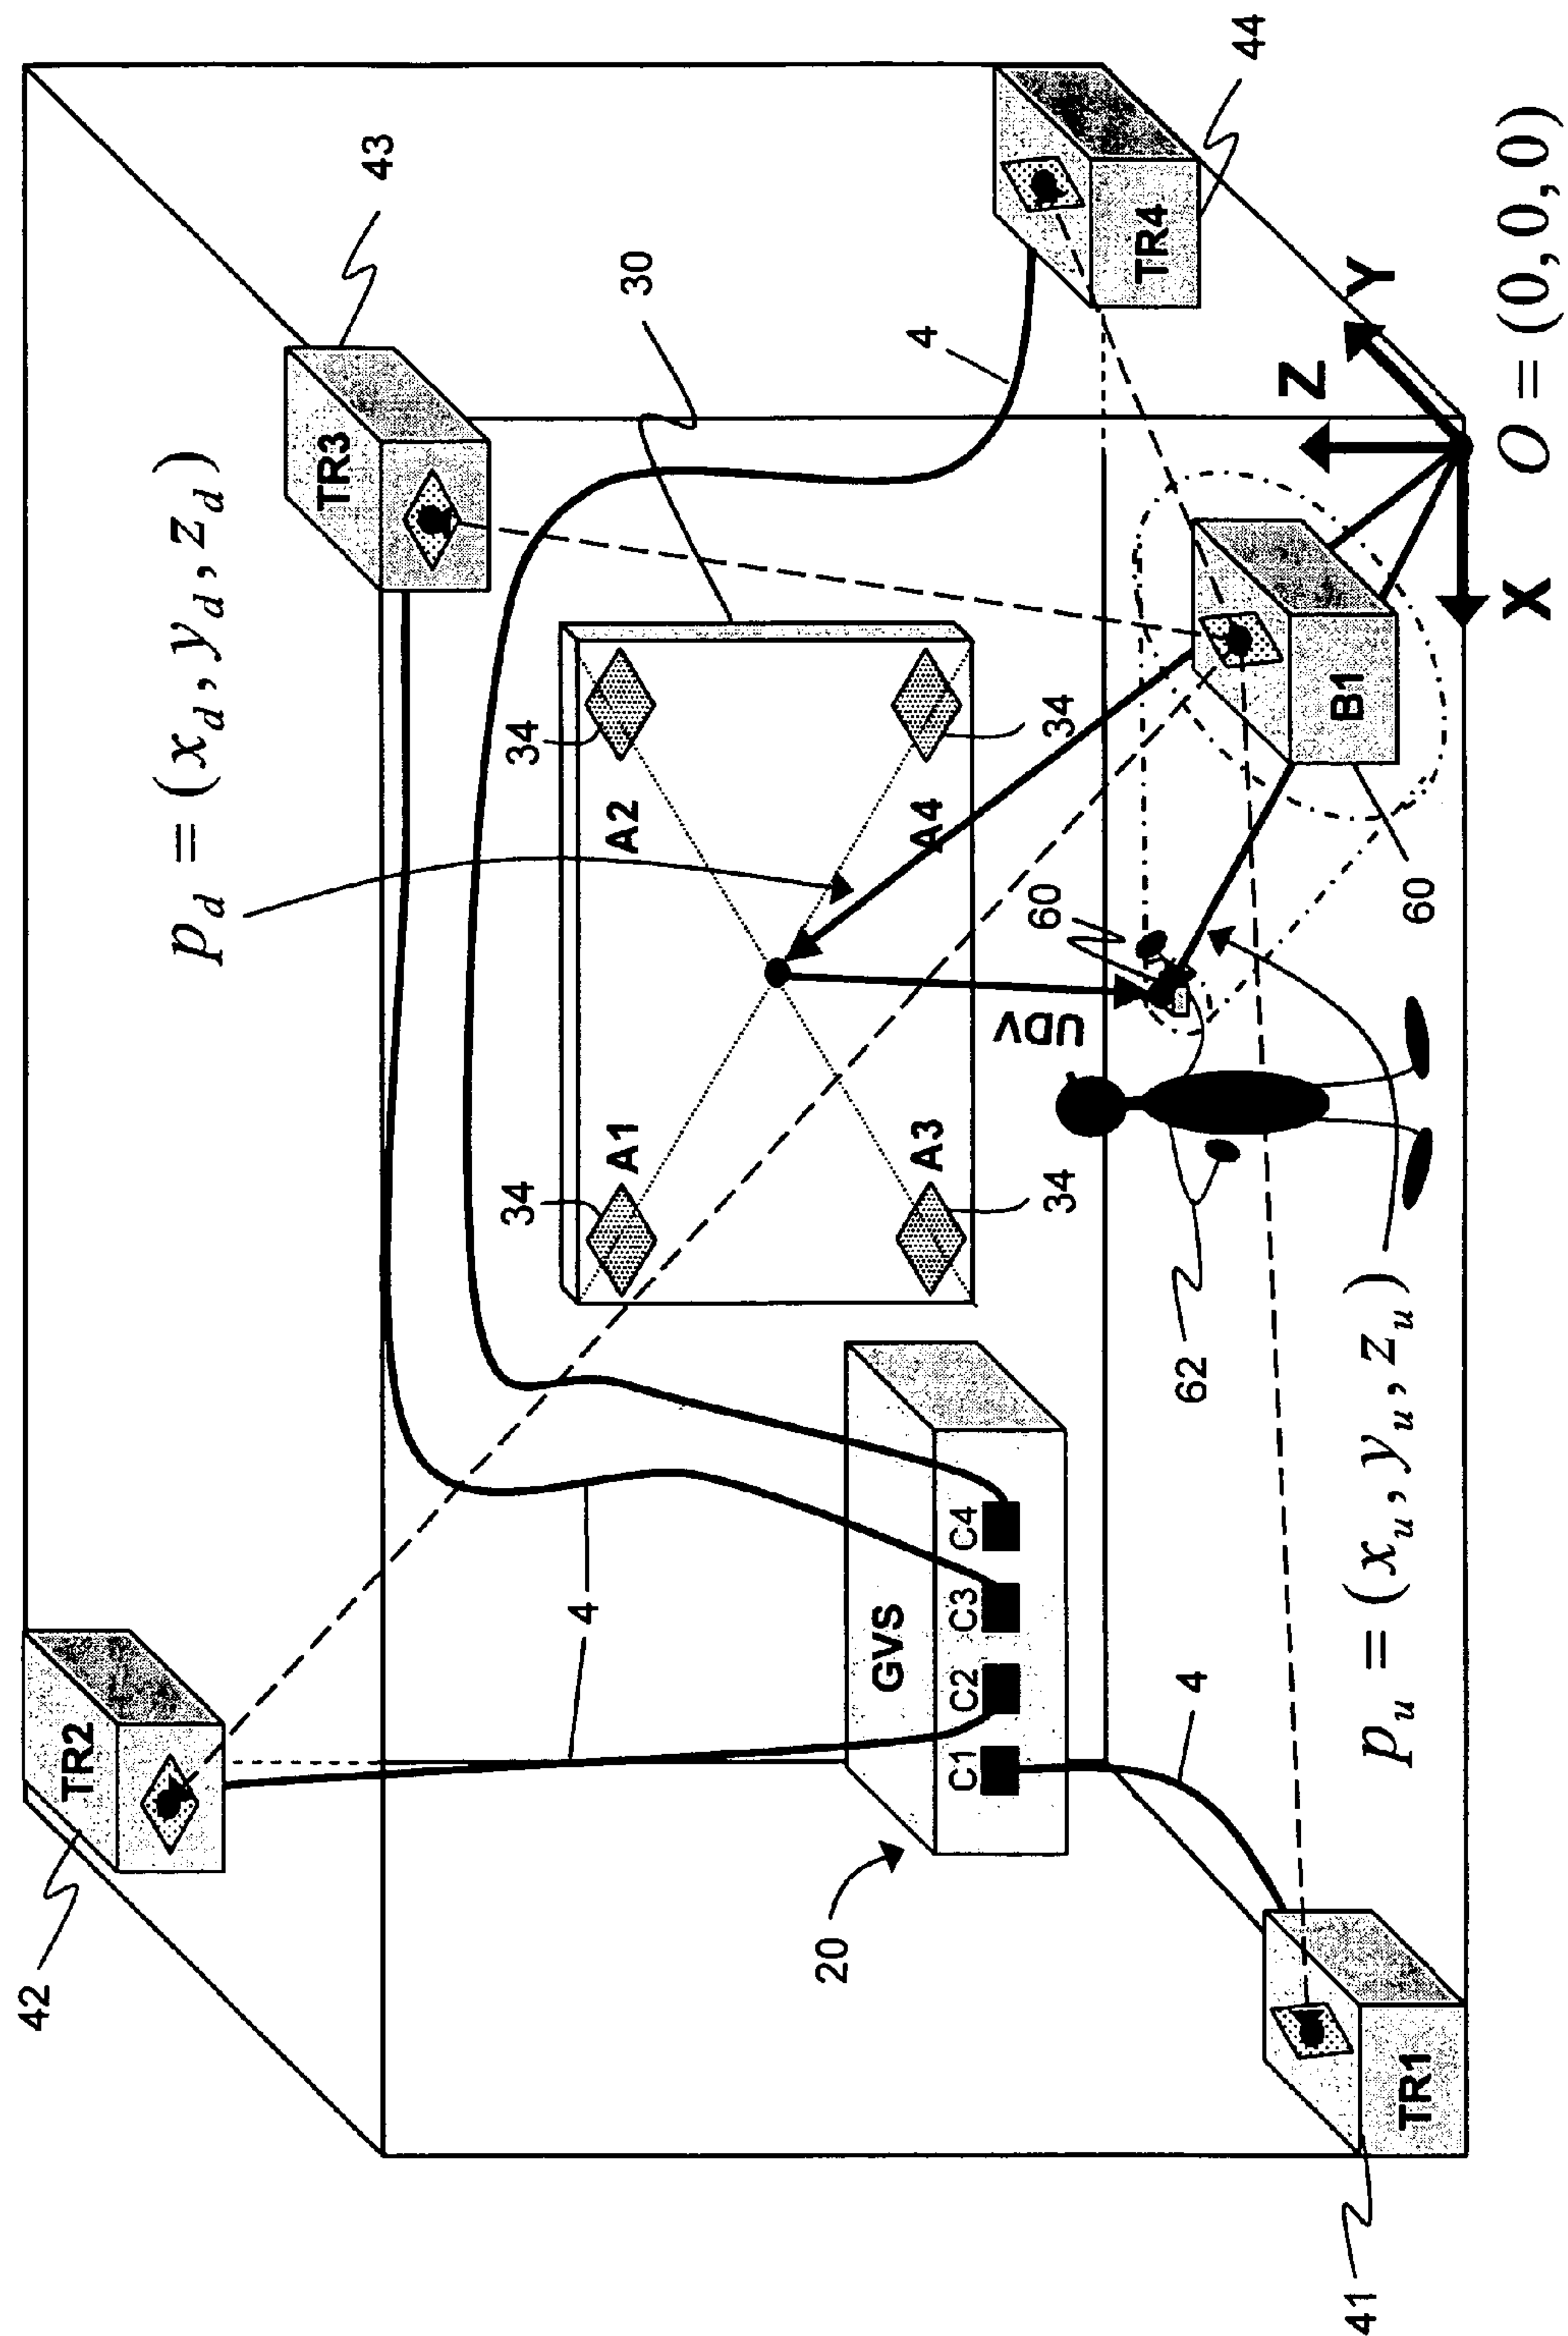 42
TR2
p_d = (x_d, y_d, z_d)
TR3
43
34
34
4
A1
A2
30
20
GVS
4
A3
A4
C1 C2 C3 C4
UDV
60
34
34
TR4
4
62
44
Z
B1
41
Y
p_u = (x_u, y_u, z_u)
TR1
60
X
O = (0, 0, 0)